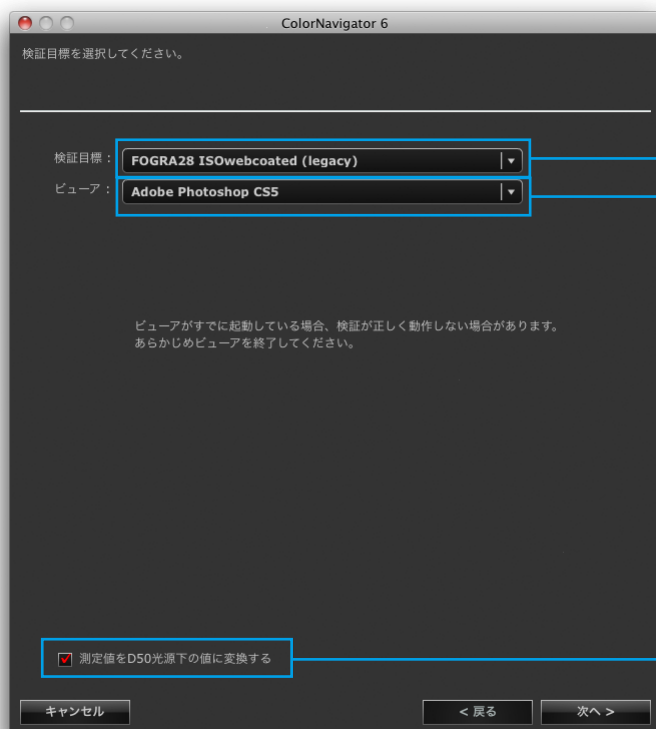 ColorNavigator 6
検証目標を選択してください。
検証目標： FOGRA28 ISOwebcoated (legacy)
ビューア： Adobe Photoshop CS5
ビューアがすでに起動している場合、検証が正しく動作しない場合があります。
あらかじめビューアを終了してください。
測定値をD50光源下の値に変換する
キャンセル < 戻る 次へ >